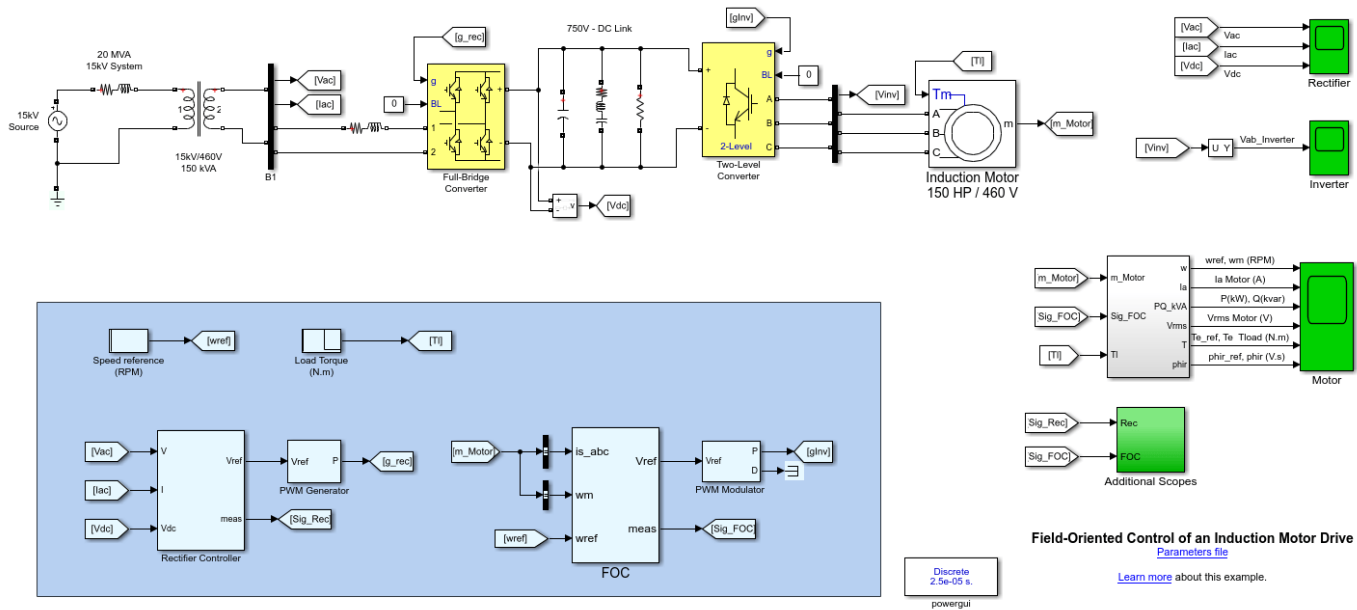 20 MVA
15kV System
15kV
Source
1
2
15kV/460V
150 kVA
B1
[Vac]
[Iac]
[g_rec]
0
g
BL
1
2
+
-
Full-Bridge
Converter
750V - DC Link
+
-
v
[Vdc]
[gInv]
0
g
BL
+
-
A
B
C
2-Level
Two-Level
Converter
[Vinv]
[Tl]
Tm
A
B
C
m
[m_Motor]
Induction Motor
150 HP / 460 V
[Vac]
Vac
[Iac]
Iac
[Vdc]
Vdc
Rectifier
[Vinv]
U Y
Vab_Inverter
Inverter
m_Motor]
Sig_FOC]
[Tl]
m_Motor
Sig_FOC
Tl
w
Ia
PQ_kVA
Vrms
T
phir
wref, wm (RPM)
Ia Motor (A)
P(kW), Q(kvar)
Vrms Motor (V)
Te_ref, Te Tload (N.m)
phir_ref, phir (V.s)
Motor
Sig_Rec]
Sig_FOC]
Rec
FOC
Additional Scopes
Speed reference
(RPM)
[wref]
Load Torque
(N.m)
[Tl]
[Vac]
[Iac]
[Vdc]
V
I
Vdc
Vref
meas
Rectifier Controller
Vref
P
PWM Generator
[g_rec]
[Sig_Rec]
[m_Motor]
[wref]
is_abc
wm
wref
Vref
meas
FOC
Vref
P
D
PWM Modulator
[gInv]
[Sig_FOC]
Discrete
2.5e-05 s.
powergui
Field-Oriented Control of an Induction Motor Drive
Parameters file
Learn more about this example.